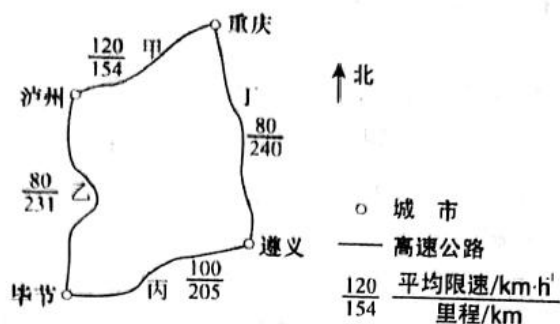 重庆
120 甲
154
泸州
丁
北
80
240
80 乙
231
城 市
遵义
高速公路
100
丙 205
毕节
120 平均限速/km·h¹
154 里程/km